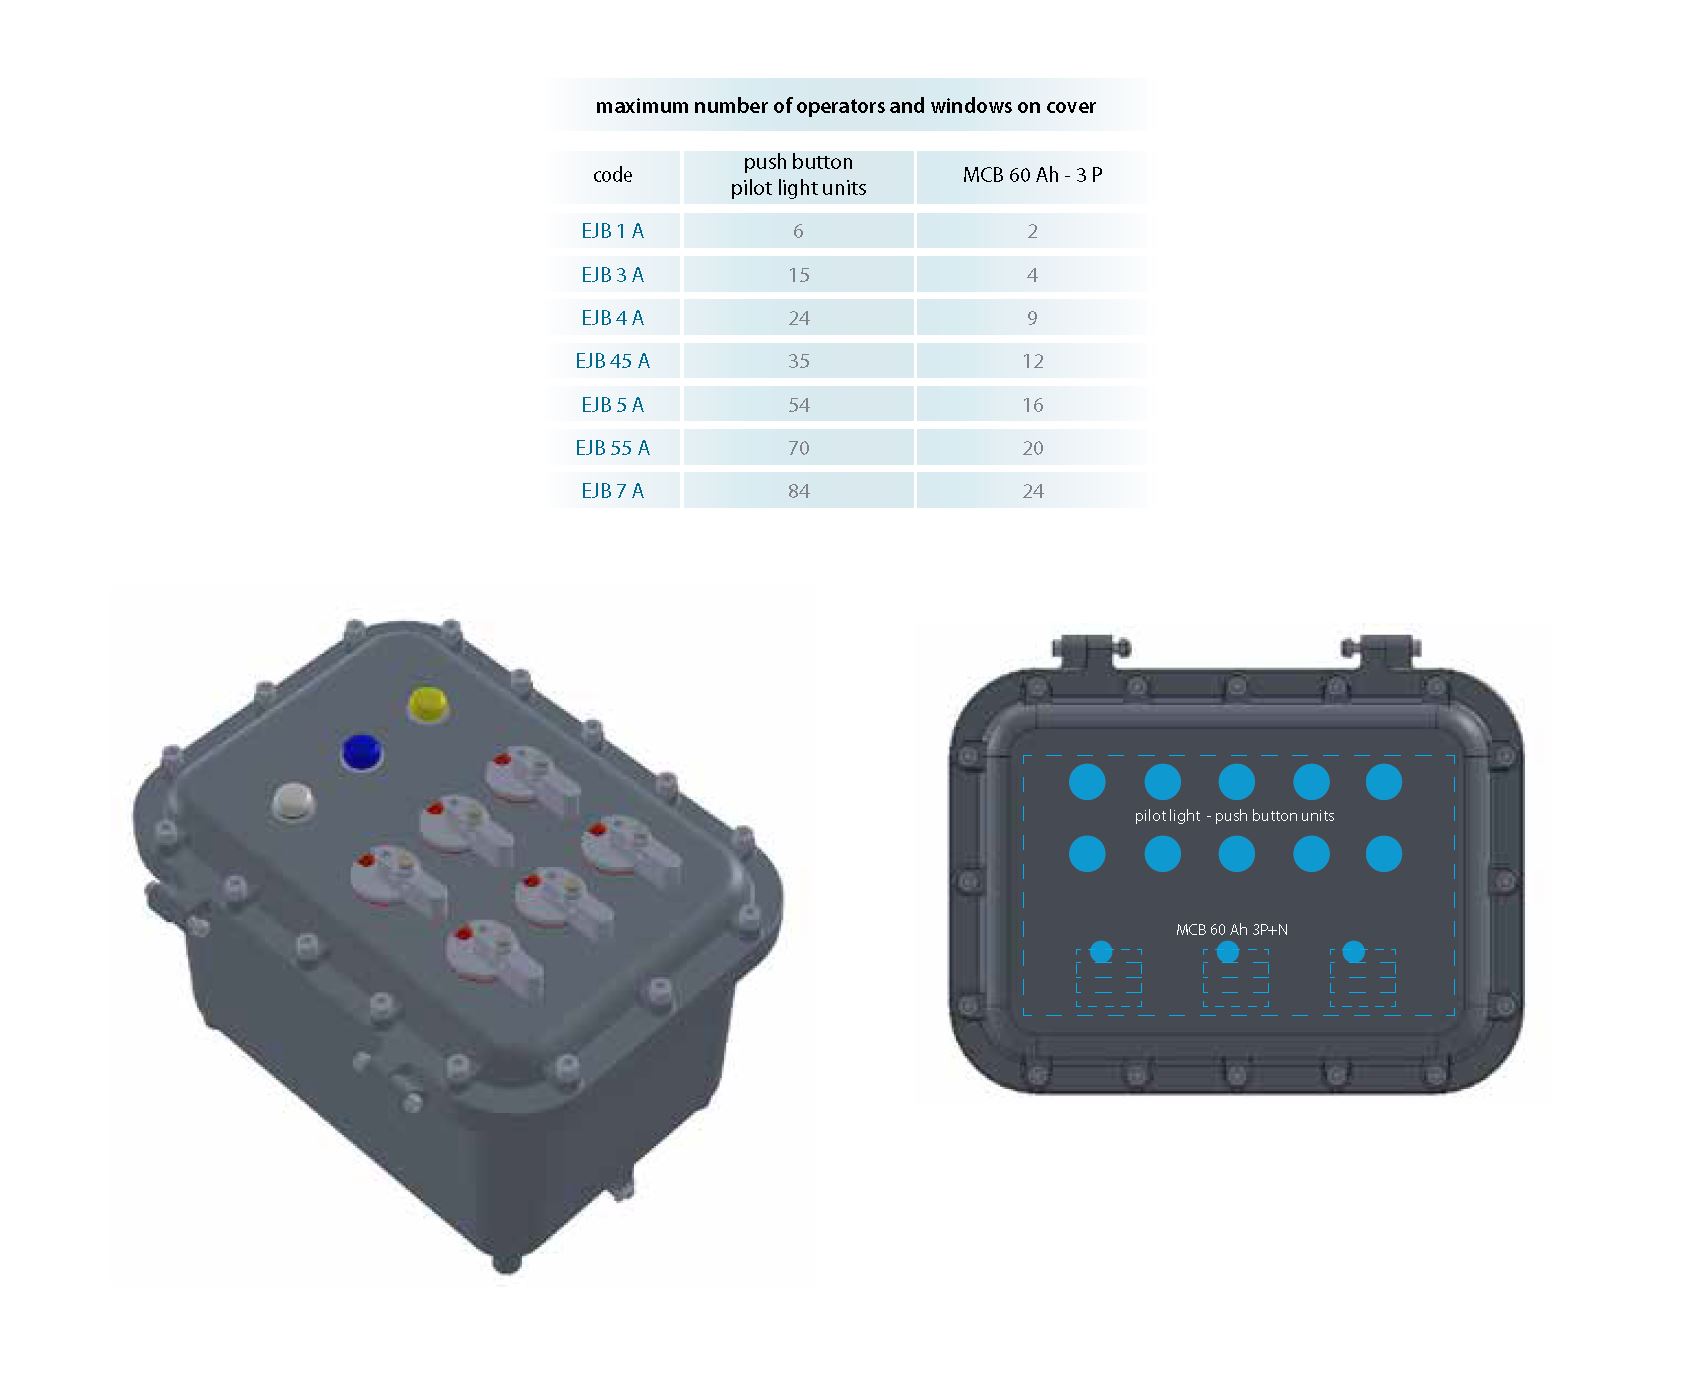 maximum number of operators and windows on cover
code
push button
pilot light units
MCB 60 Ah - 3 P
EJB 1 A 6 2
EJB 3 A 15 4
EJB 4 A 24 9
EJB 45 A 35 12
EJB 5 A 54 16
EJB 55 A 70 20
EJB 7 A 84 24
pilot light - push button units
MCB 60 Ah 3P+N